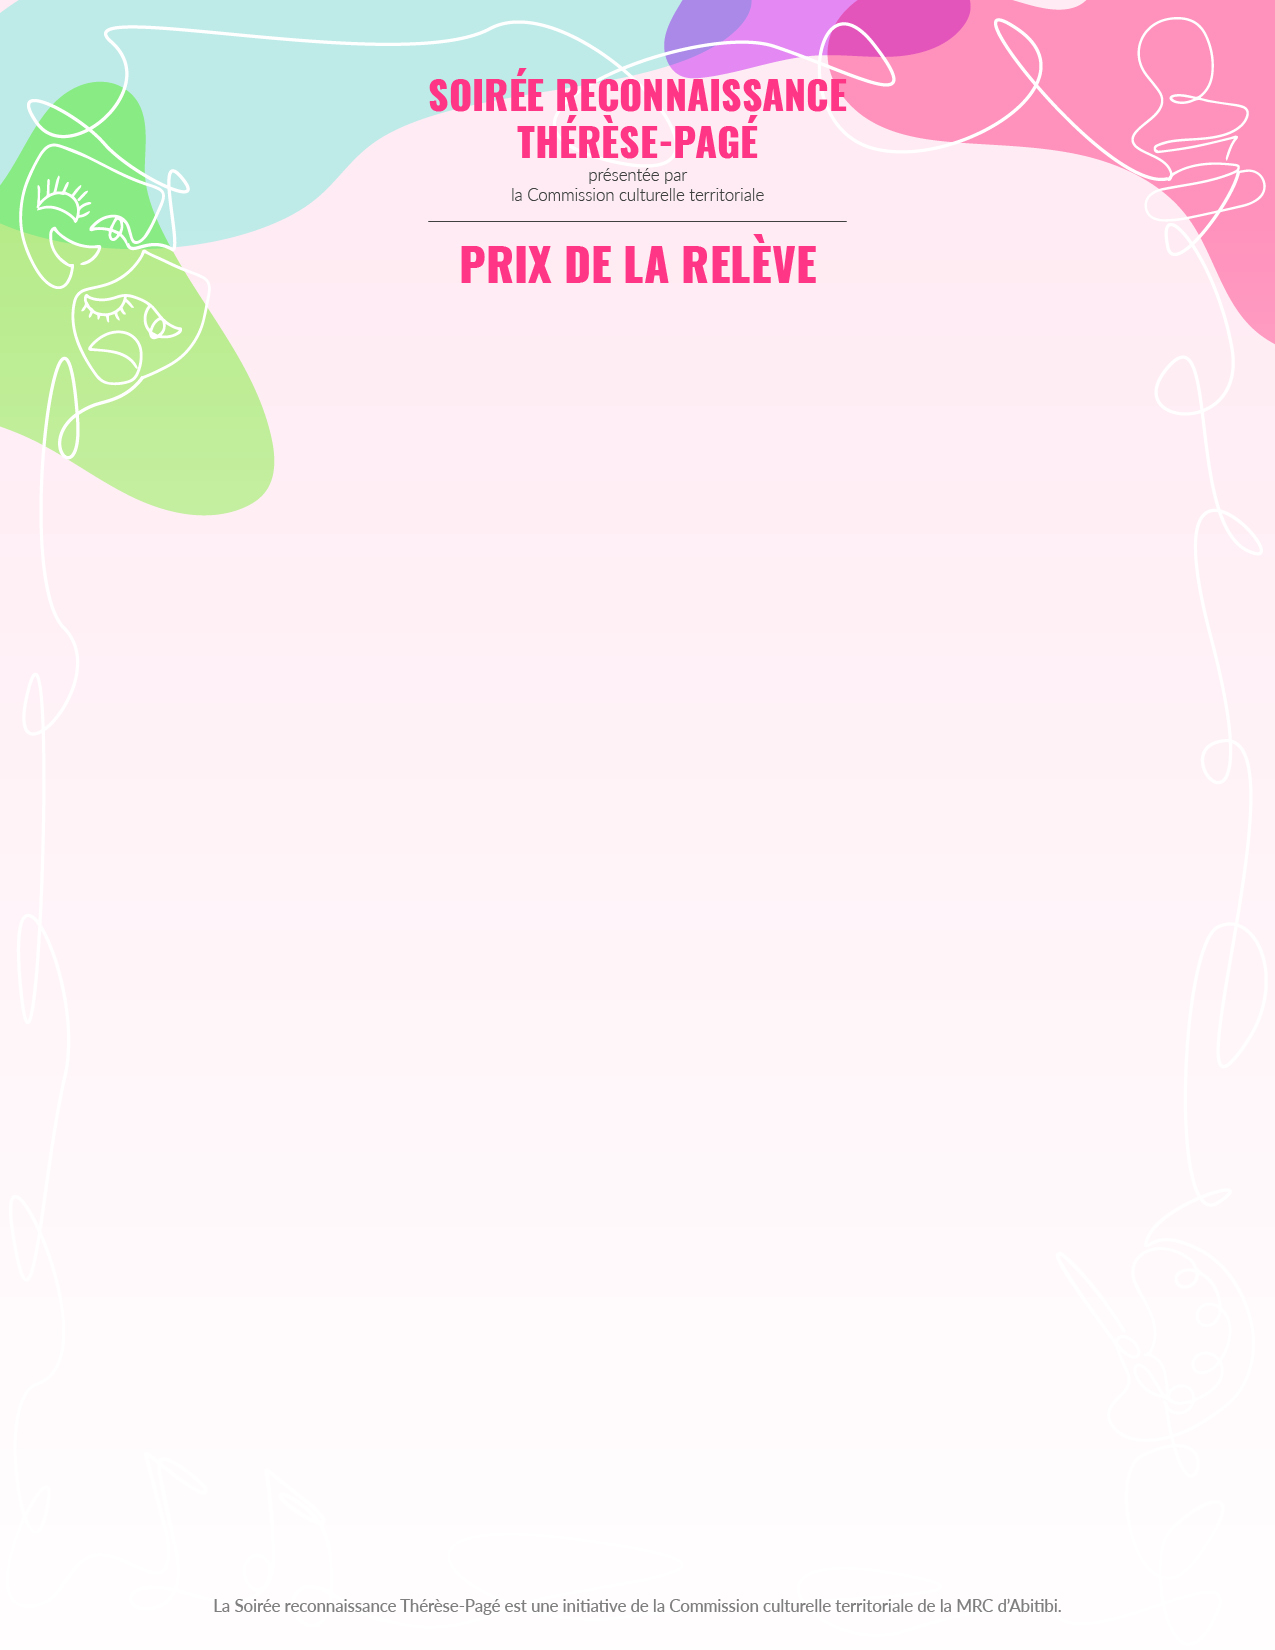 SOIRÉE RECONNAISSANCE
THÉRÈSE-PAGÉ
présentée par
la Commission culturelle territoriale
PRIX DE LA RELÈVE
La Soirée reconnaissance Thérèse-Pagé est une initiative de la Commission culturelle territoriale de la MRC d'Abitibi.